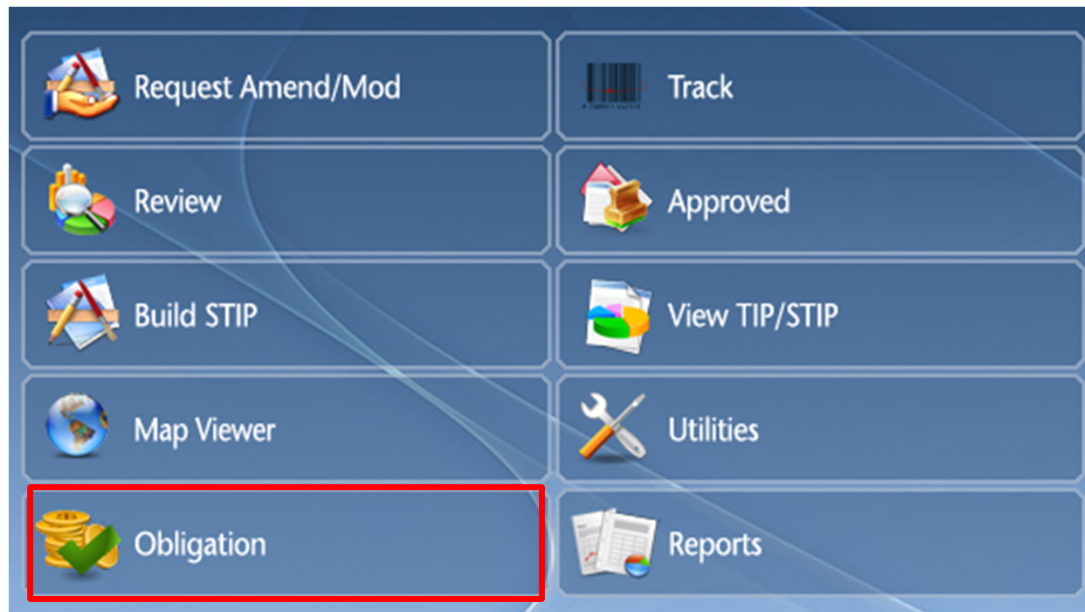 Request Amend/Mod
Track
Review
Approved
Build STIP
View TIP/STIP
Map Viewer
Utilities
Obligation
Reports